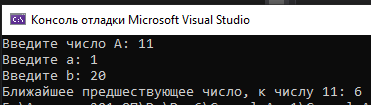 Консоль отладки Microsoft Visual Studio
Введите число A: 11
Введите a: 1
Введите b: 20
Ближайшее предшествующее число, к числу 11: 6